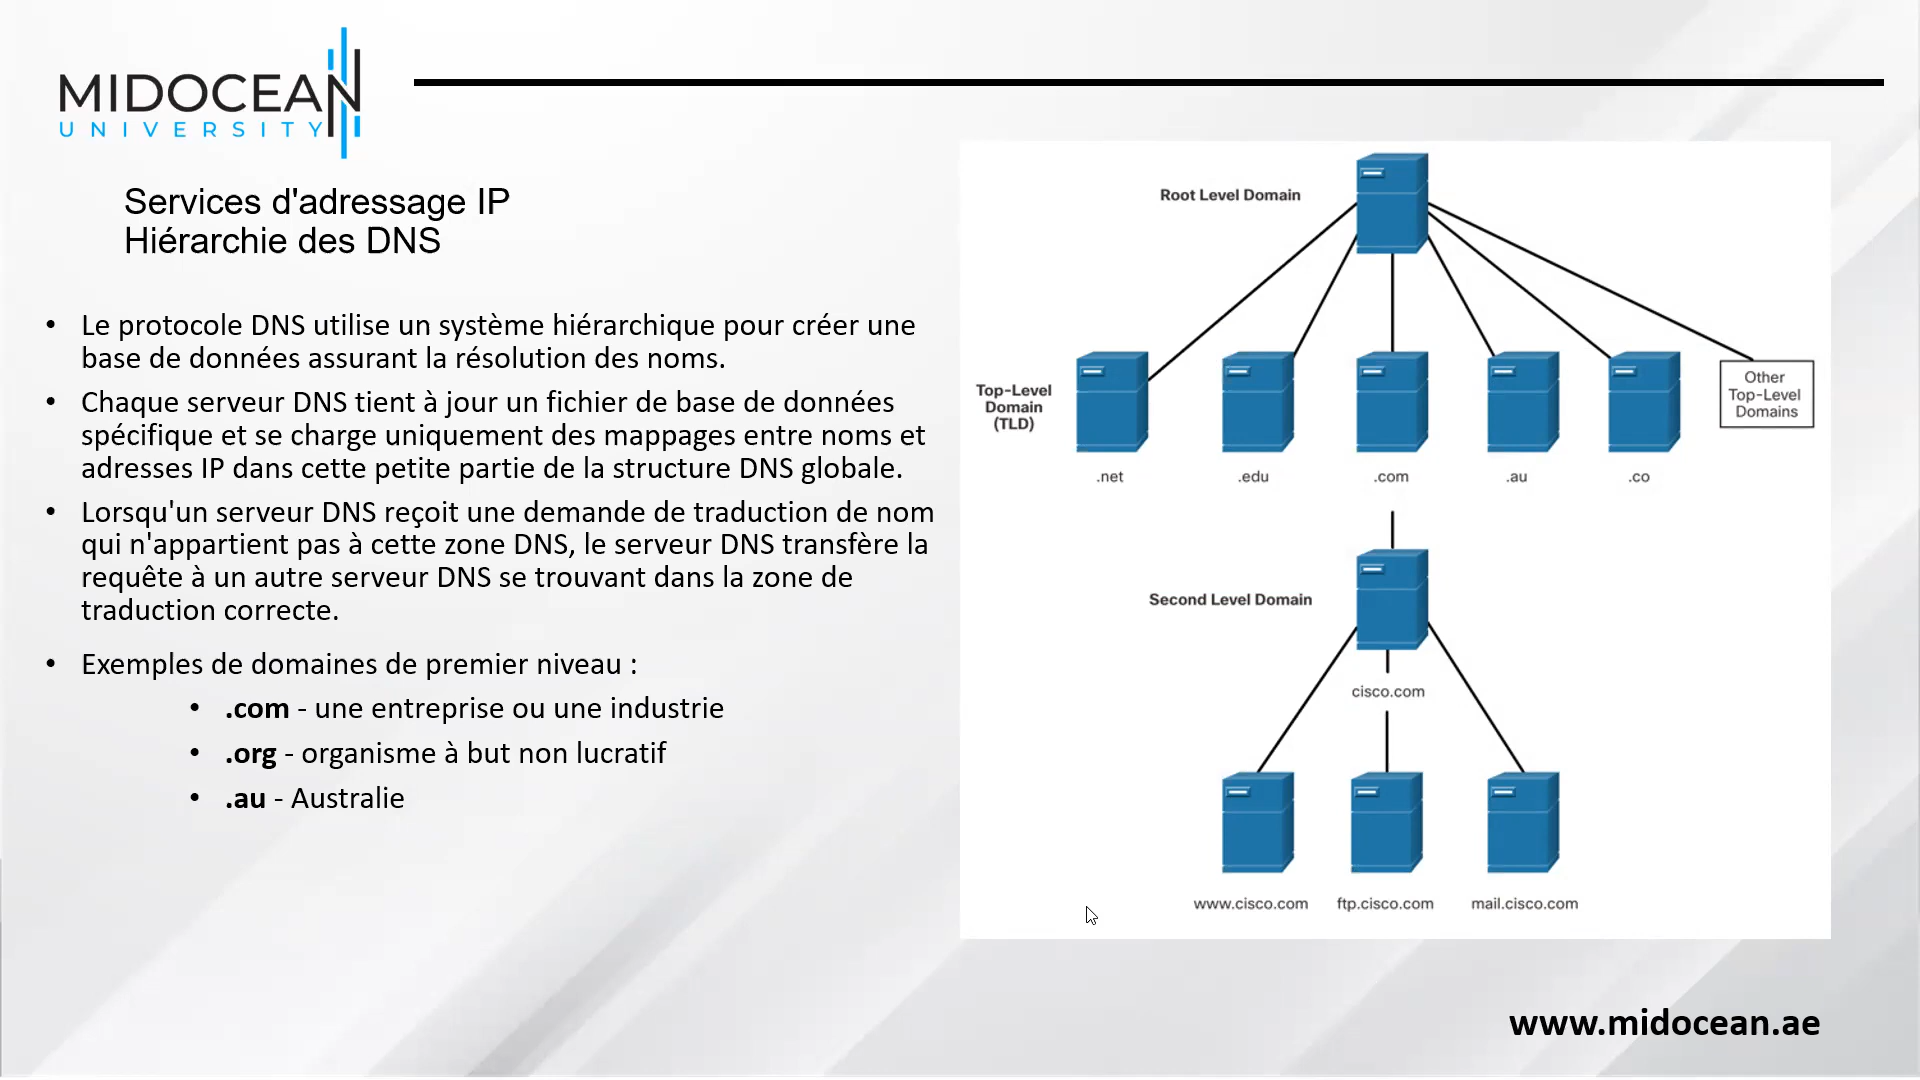 MIDOCEAN
UNIVERSITY
Services d'adressage IP
Hiérarchie des DNS
• Le protocole DNS utilise un système hiérarchique pour créer une
base de données assurant la résolution des noms.
• Chaque serveur DNS tient à jour un fichier de base de données
spécifique et se charge uniquement des mappages entre noms et
adresses IP dans cette petite partie de la structure DNS globale.
• Lorsqu'un serveur DNS reçoit une demande de traduction de nom
qui n'appartient pas à cette zone DNS, le serveur DNS transfère la
requête à un autre serveur DNS se trouvant dans la zone de
traduction correcte.
• Exemples de domaines de premier niveau :
• .com - une entreprise ou une industrie
• .org - organisme à but non lucratif
• .au - Australie
Root Level Domain
Top-Level
Domain
(TLD)
Other
Top-Level
Domains
.net
.edu
.com
.au
.co
Second Level Domain
cisco.com
www.cisco.com
ftp.cisco.com
mail.cisco.com
www.midocean.ae